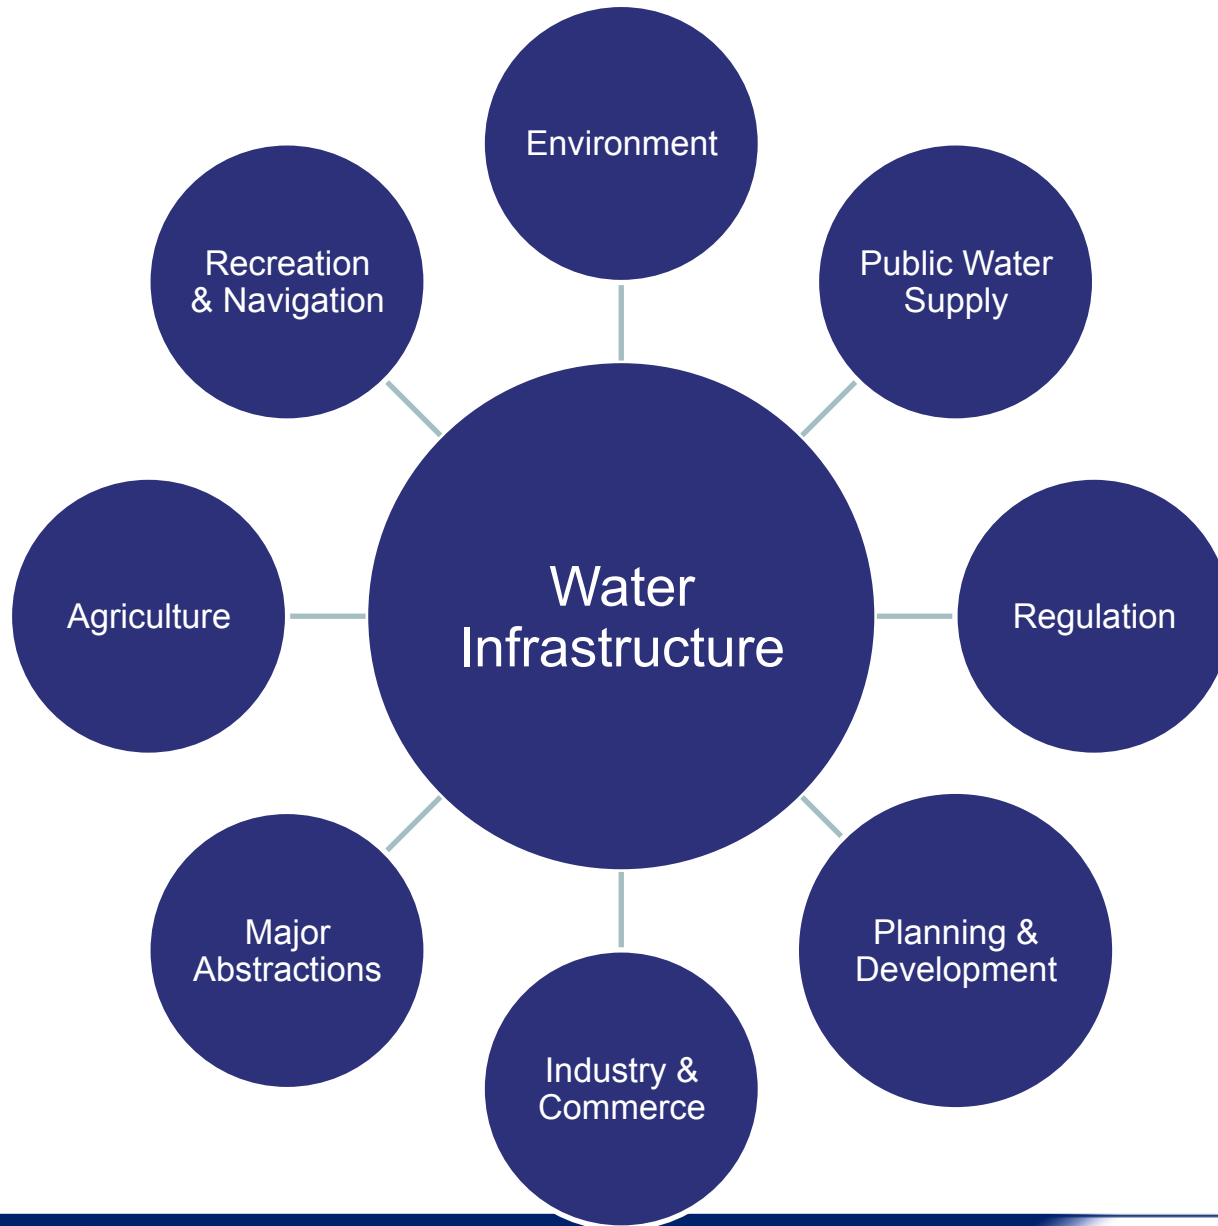 Environment
Recreation
& Navigation
Public Water
Supply
Agriculture
Water
Infrastructure
Regulation
Major
Abstractions
Planning &
Development
Industry &
Commerce